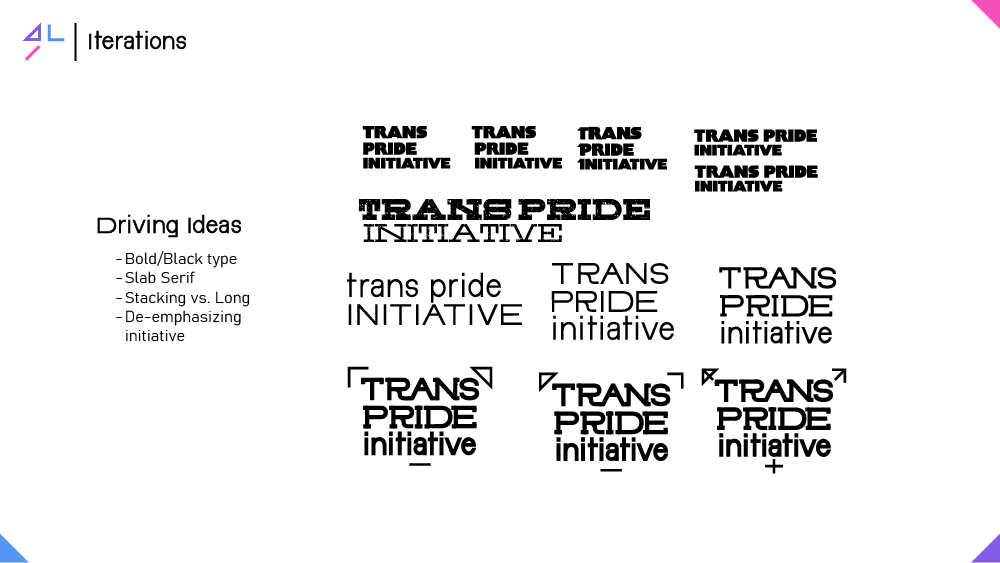 Iterations
Driving Ideas
-Bold/Black type
-Slab Serif
-Stacking vs. Long
-De-emphasizing
initiative
TRANS
PRIDE
INITIATIVE
TRANS
PRIDE
INITIATIVE
TRANS
PRIDE
INITIATIVE
TRANS PRIDE
INITIATIVE
TRANS PRIDE
INITIATIVE
TRANS PRIDE
INITIATIVE
trans pride
INITIATIVE
TRANS
PRIDE
initiative
TRANS
PRIDE
initiative
TRANS
PRIDE
initiative
TRANS
PRIDE
initiative
TRANS
PRIDE
initiative